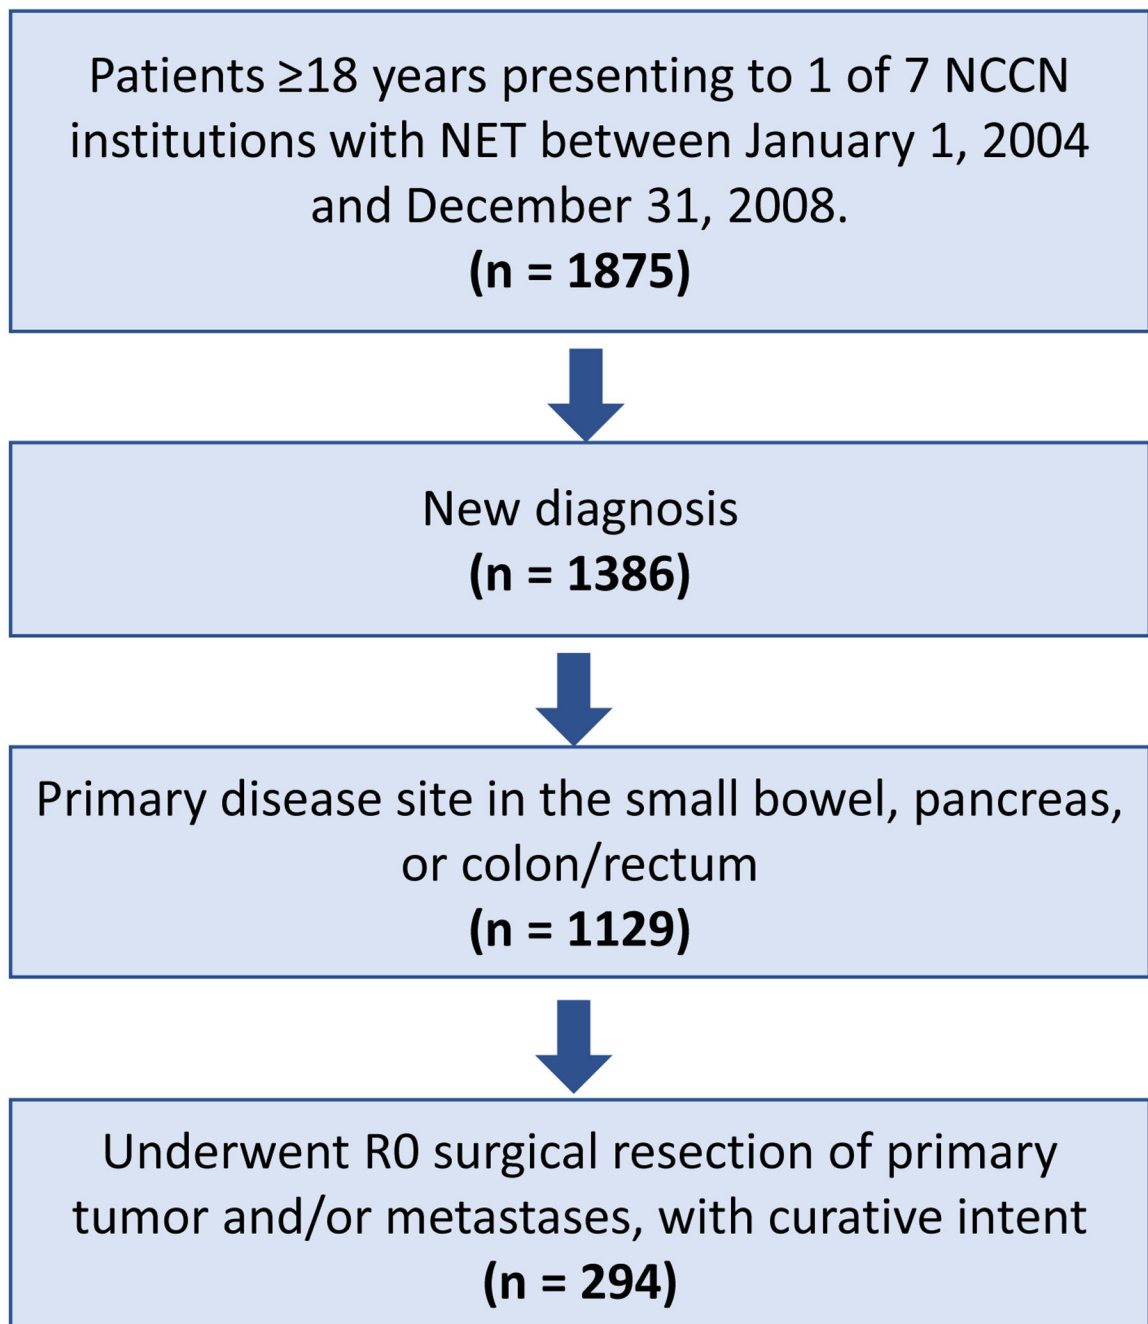 Patients ≥18 years presenting to 1 of 7 NCCN
institutions with NET between January 1, 2004
and December 31, 2008.
(n = 1875)
New diagnosis
(n = 1386)
Primary disease site in the small bowel, pancreas,
or colon/rectum
(n = 1129)
Underwent R0 surgical resection of primary
tumor and/or metastases, with curative intent
(n = 294)